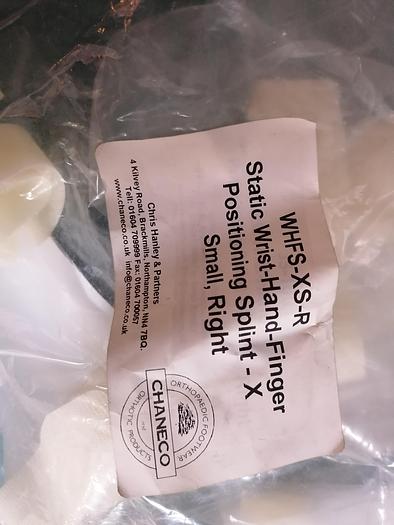 WHFS-XS-R
Static Wrist-Hand-Finger
Positioning Splint - X
Small, Right
Chris Hanley & Partners
4 Kilvey Road, Brackmills, Northampton, NN4 7BQ.
Tell: 01604 709999 Fax: 01604 700057
www.chaneco.co.uk info@chaneco.co.uk
ORTHOPAEDIC FOOTWEAR
CHANECO
and
ORTHOTIC PRODUCTS